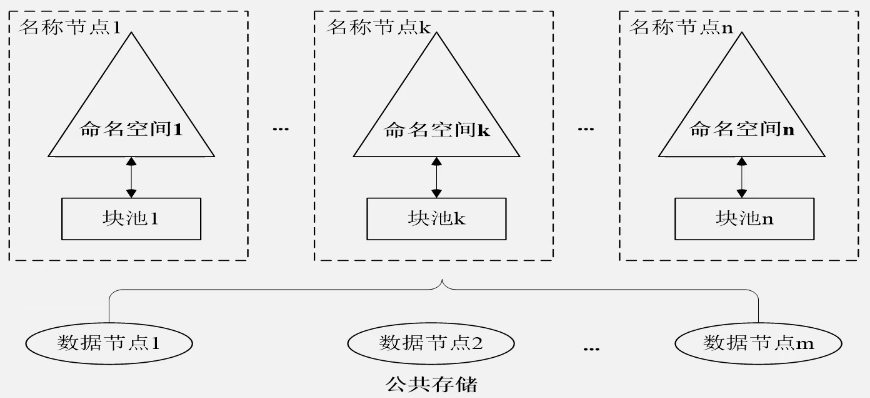 名称节点1 名称节点k 名称节点n
命名空间1 ... 命名空间k ... 命名空间n
块池1 块池k 块池n
数据节点1 数据节点2 ... 数据节点m
公共存储